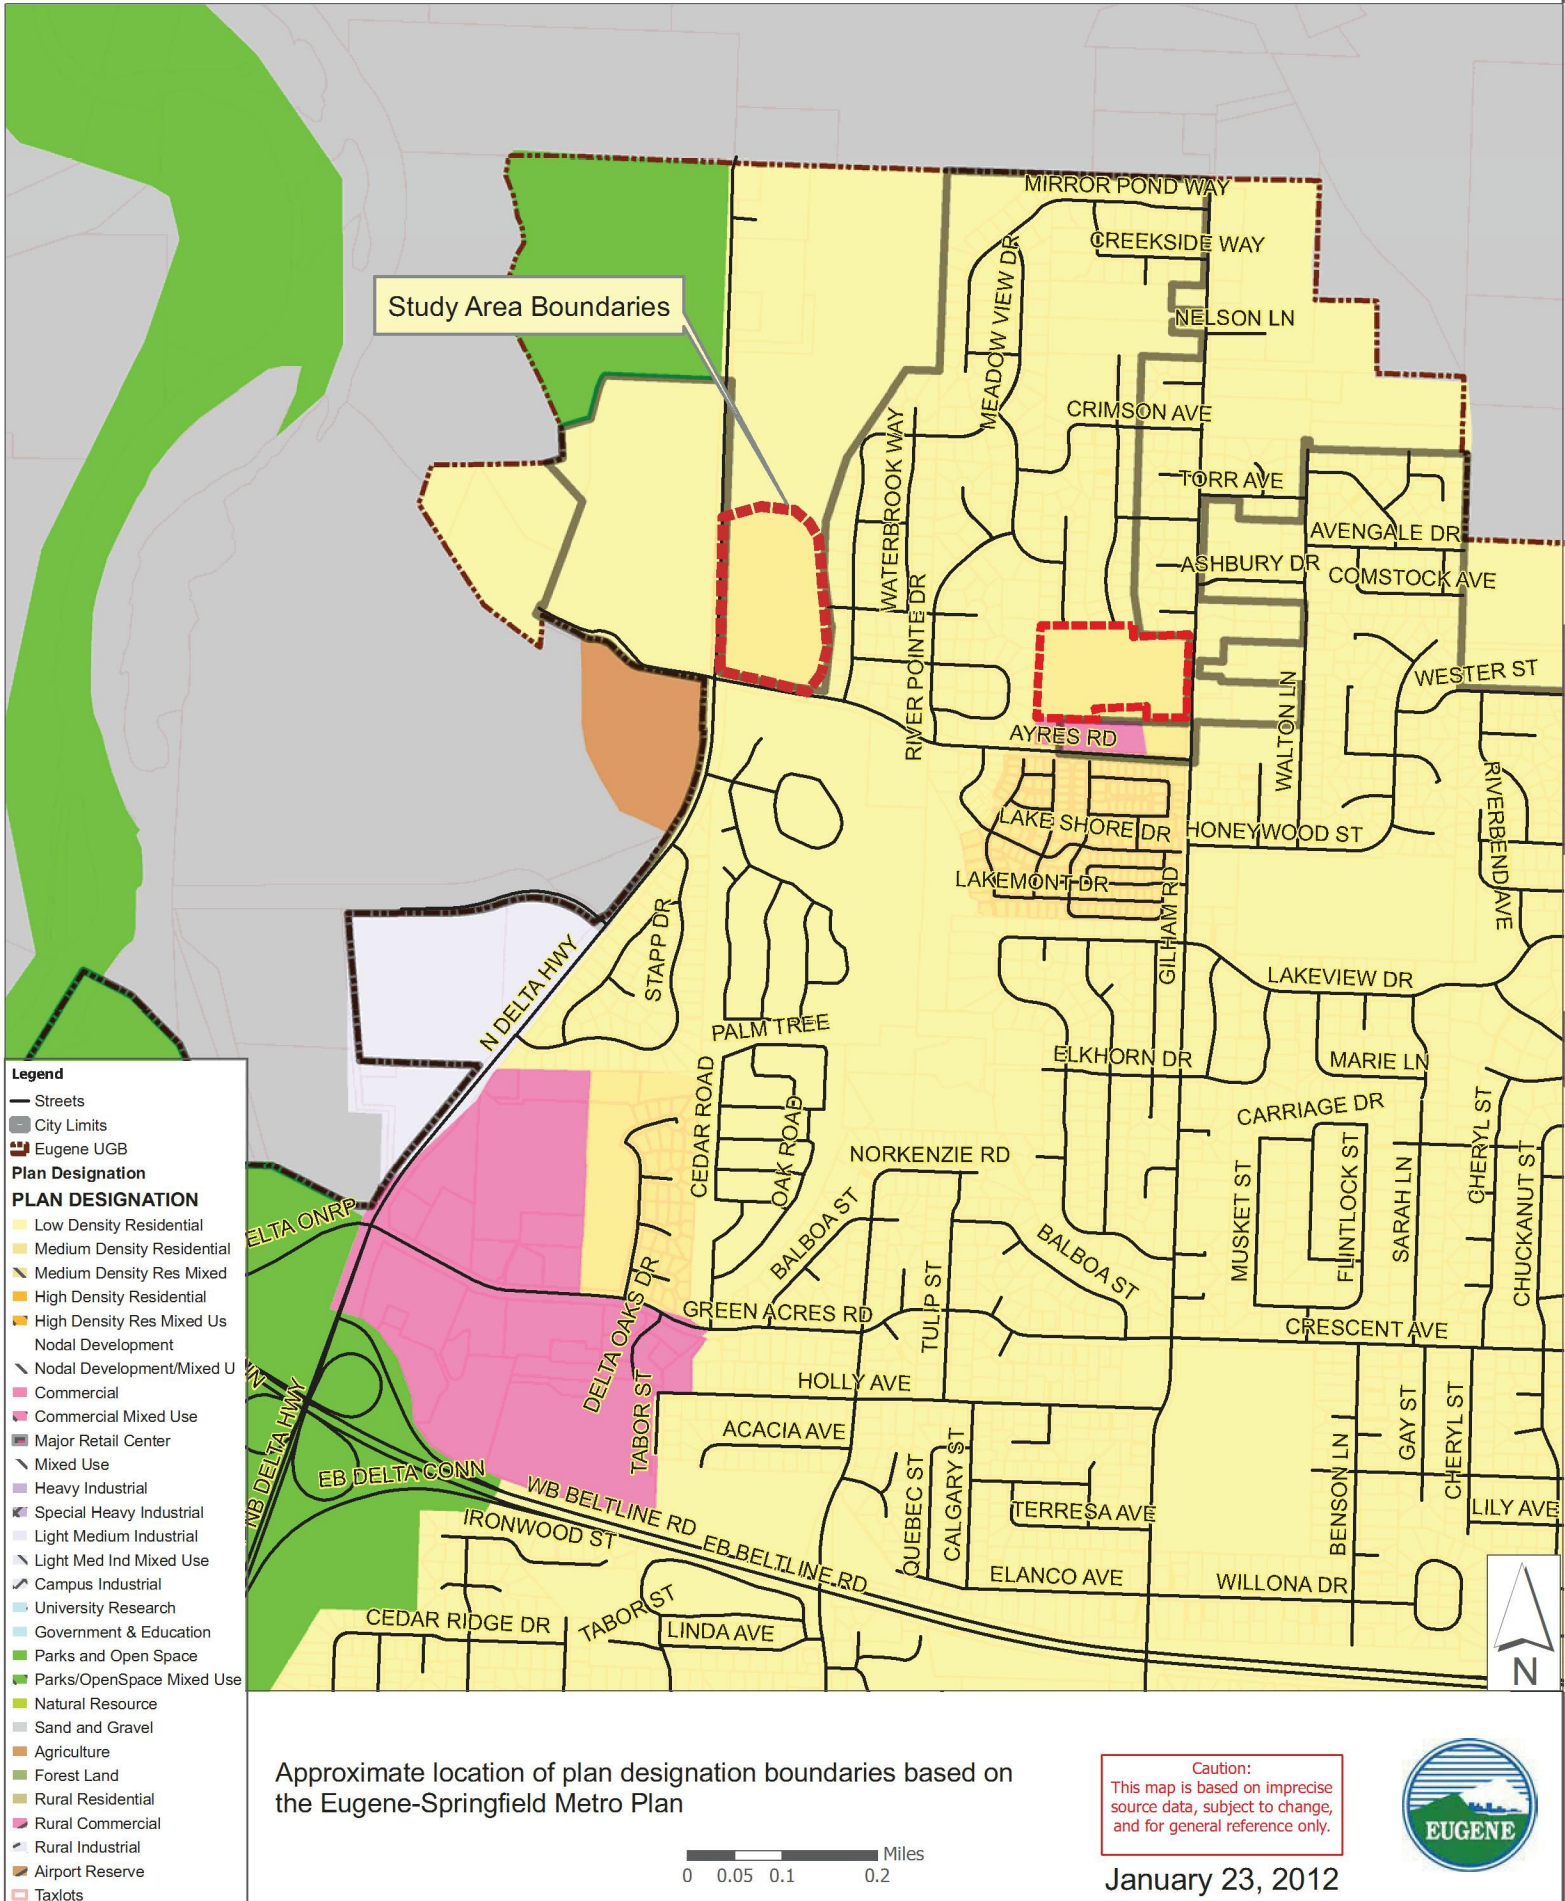 MIRROR POND WAY
CREEKSIDE WAY
MEADOW VIEW DR
Study Area Boundaries
NELSON LN
CRIMSON AVE
WATERBROOK WAY
TORR AVE
AVENGALE DR
ASHBURY DR
COMSTOCK AVE
RIVER POINTE DR
WESTER ST
WALTON LN
AYRES RD
RIVERBEND AVE
LAKE SHORE DR
HONEYWOOD ST
LAKEMONT DR
GILHAM RD
STAPP DR
N DELTA HWY
LAKEVIEW DR
PALM TREE
ELKHORN DR
MARIE LN
CEDAR ROAD
OAK ROAD
CARRIAGE DR
CHERYL ST
NORKENZIE RD
MUSKET ST
FLINTLOCK ST
SARAH LN
CHUCKANUT ST
ELTA ONRP
BALBOA ST
BALBOA ST
TULIP ST
DELTA OAKS DR
GREEN ACRES RD
CRESCENT AVE
HOLLY AVE
TABOR ST
ACACIA AVE
GAY ST
CHERYL ST
NB DELTA HWY
EB DELTA CONN
WB BELTLINE RD
QUEBEC ST
CALGARY ST
BENSON LN
TERRESA AVE
LILY AVE
IRONWOOD ST
EB BELTLINE RD
ELANCO AVE
WILLONA DR
CEDAR RIDGE DR
TABOR ST
LINDA AVE
N
Legend
Streets
City Limits
Eugene UGB
Plan Designation
PLAN DESIGNATION
Low Density Residential
Medium Density Residential
Medium Density Res Mixed
High Density Residential
High Density Res Mixed Us
Nodal Development
Nodal Development/Mixed U
Commercial
Commercial Mixed Use
Major Retail Center
Mixed Use
Heavy Industrial
Special Heavy Industrial
Light Medium Industrial
Light Med Ind Mixed Use
Campus Industrial
University Research
Government & Education
Parks and Open Space
Parks/OpenSpace Mixed Use
Natural Resource
Sand and Gravel
Agriculture
Forest Land
Rural Residential
Rural Commercial
Rural Industrial
Airport Reserve
Taxlots
Approximate location of plan designation boundaries based on
the Eugene-Springfield Metro Plan
Miles
0 0.05 0.1 0.2
Caution:
This map is based on imprecise
source data, subject to change,
and for general reference only.
January 23, 2012
EUGENE